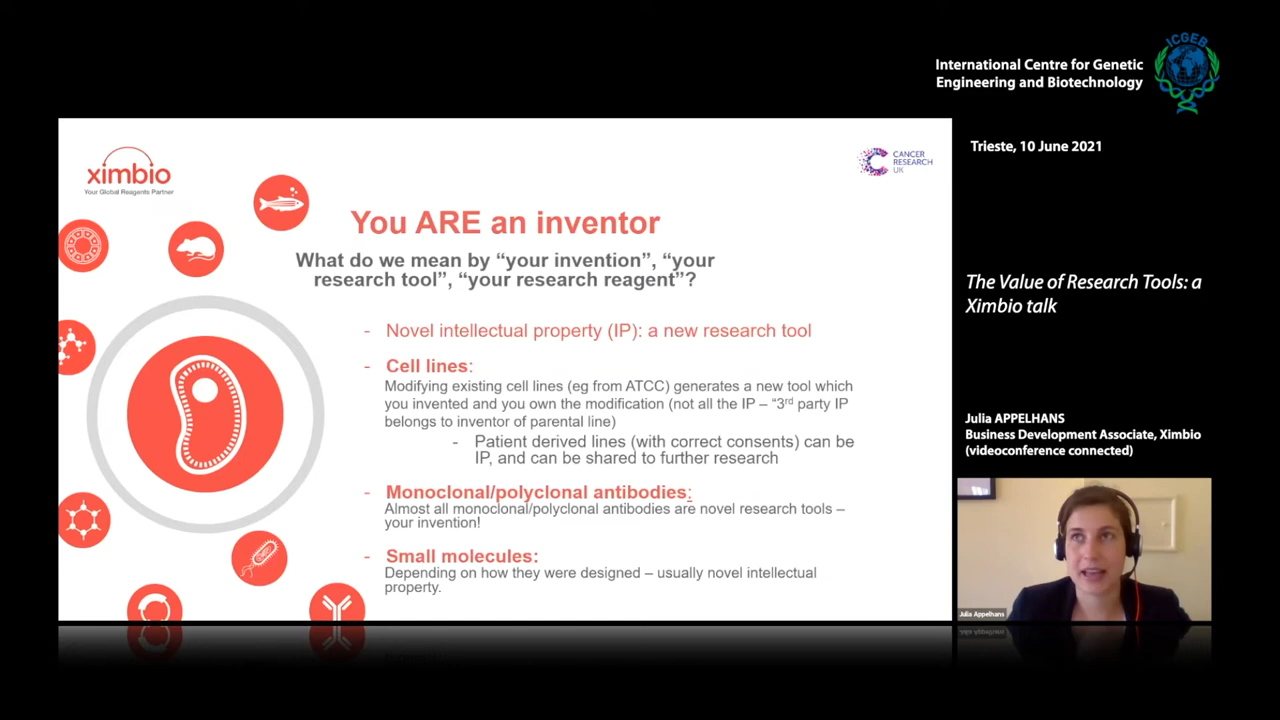 ICGEB
International Centre for Genetic
Engineering and Biotechnology
Trieste, 10 June 2021
ximbio
Your Global Reagents Partner
CANCER
RESEARCH
UK
You ARE an inventor
What do we mean by “your invention”, “your
research tool”, “your research reagent”?
- Novel intellectual property (IP): a new research tool
- Cell lines:
Modifying existing cell lines (eg from ATCC) generates a new tool which
you invented and you own the modification (not all the IP – “3rd party IP
belongs to inventor of parental line)
- Patient derived lines (with correct consents) can be
IP, and can be shared to further research
- Monoclonal/polyclonal antibodies:
Almost all monoclonal/polyclonal antibodies are novel research tools –
your invention!
- Small molecules:
Depending on how they were designed – usually novel intellectual
property.
The Value of Research Tools: a
Ximbio talk
Julia APPELHANS
Business Development Associate, Ximbio
(videoconference connected)
Julia Appelhans